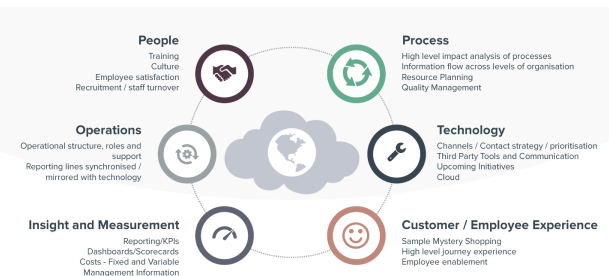 People
Training
Culture
Employee satisfaction
Recruitment / staff turnover
Process
High level impact analysis of processes
Information flow across levels of organisation
Resource Planning
Quality Management
Operations
Operational structure, roles and
support
Reporting lines synchronised /
mirrored with technology
Technology
Channels / Contact strategy / prioritisation
Third Party Tools and Communication
Upcoming Initiatives
Cloud
Insight and Measurement
Reporting/KPIs
Dashboards/Scorecards
Costs - Fixed and Variable
Management Information
Customer / Employee Experience
Sample Mystery Shopping
High level journey experience
Employee enablement